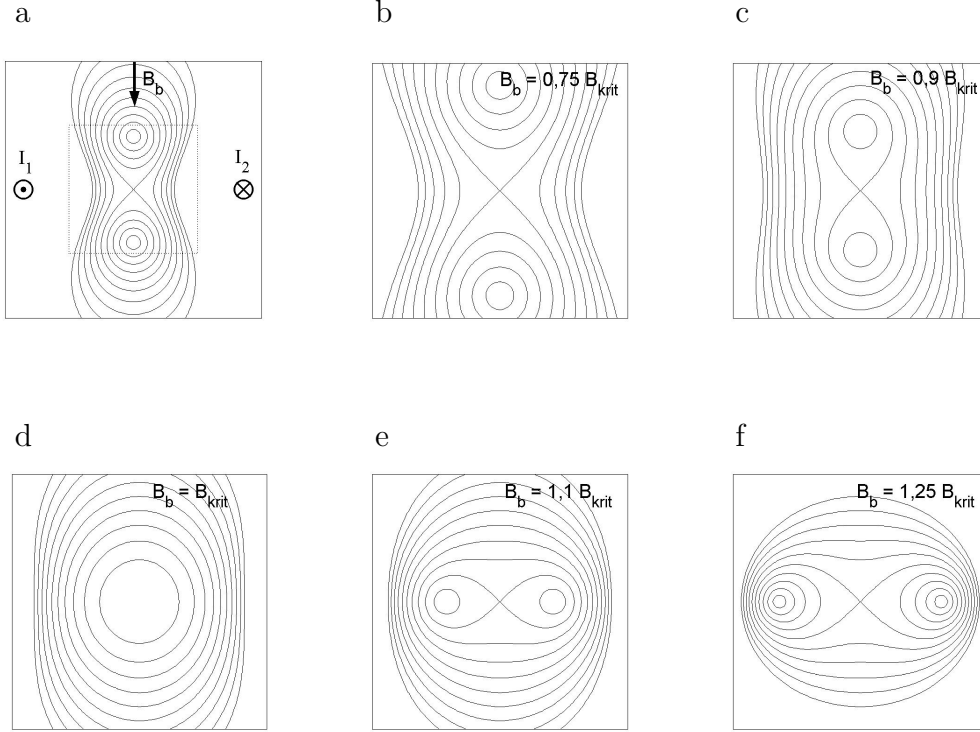 a
b
c
B_b
B_b = 0,75 B_krit
B_b = 0,9 B_krit
I_1
I_2
d
e
f
B_b = B_krit
B_b = 1,1 B_krit
B_b = 1,25 B_krit